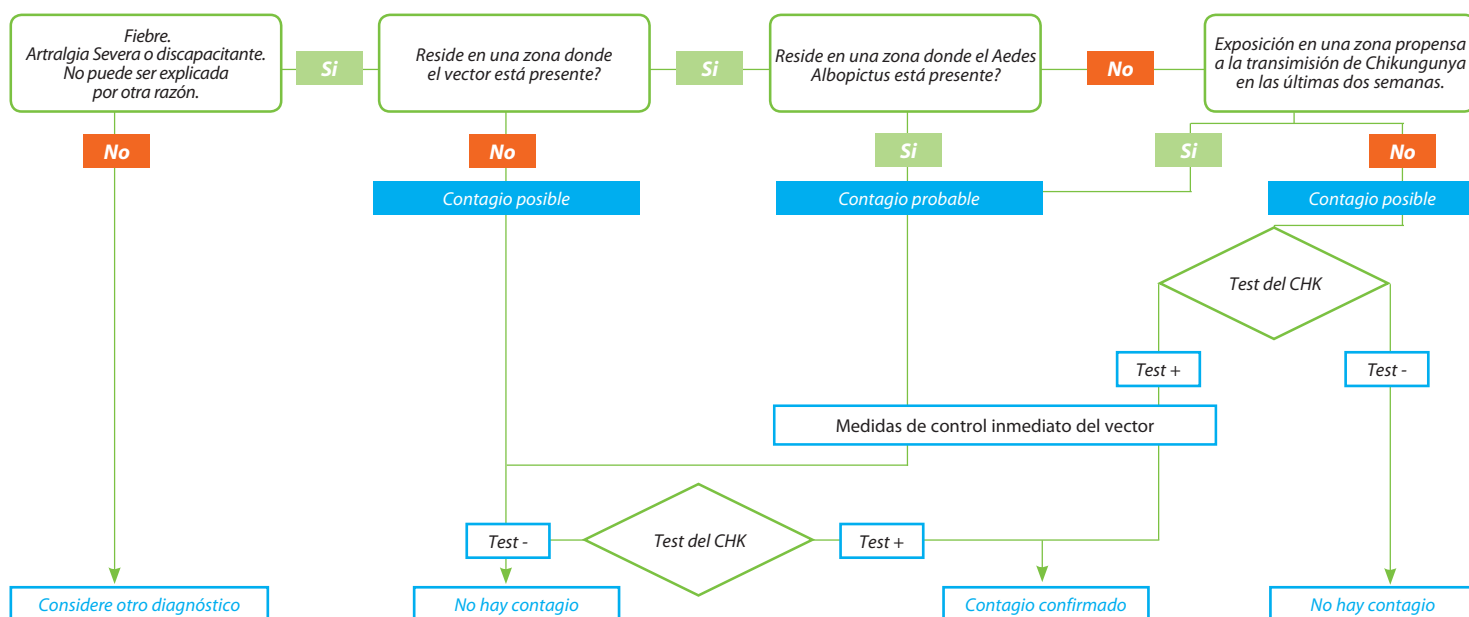 Fiebre.
Artralgia Severa o discapacitante.
No puede ser explicada
por otra razón.
Si
Reside en una zona donde
el vector está presente?
Si
Reside en una zona donde el Aedes
Albopictus está presente?
No
Exposición en una zona propensa
a la transimisión de Chikungunya
en las últimas dos semanas.
No
No
Si
Si
No
Contagio posible
Contagio probable
Contagio posible
Test del CHK
Test +
Test -
Medidas de control inmediato del vector
Test -
Test del CHK
Test +
Considere otro diagnóstico
No hay contagio
Contagio confirmado
No hay contagio